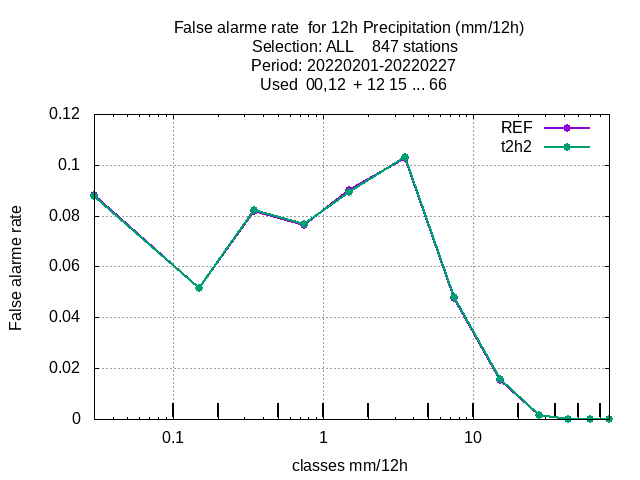 False alarme rate  for 12h Precipitation (mm/12h)
Selection: ALL    847 stations
Period: 20220201-20220227
Used  00,12  + 12 15 ... 66
0.12
0.1
0.08
0.06
0.04
0.02
0
False alarme rate
REF
t2h2
0.1
1
10
classes mm/12h